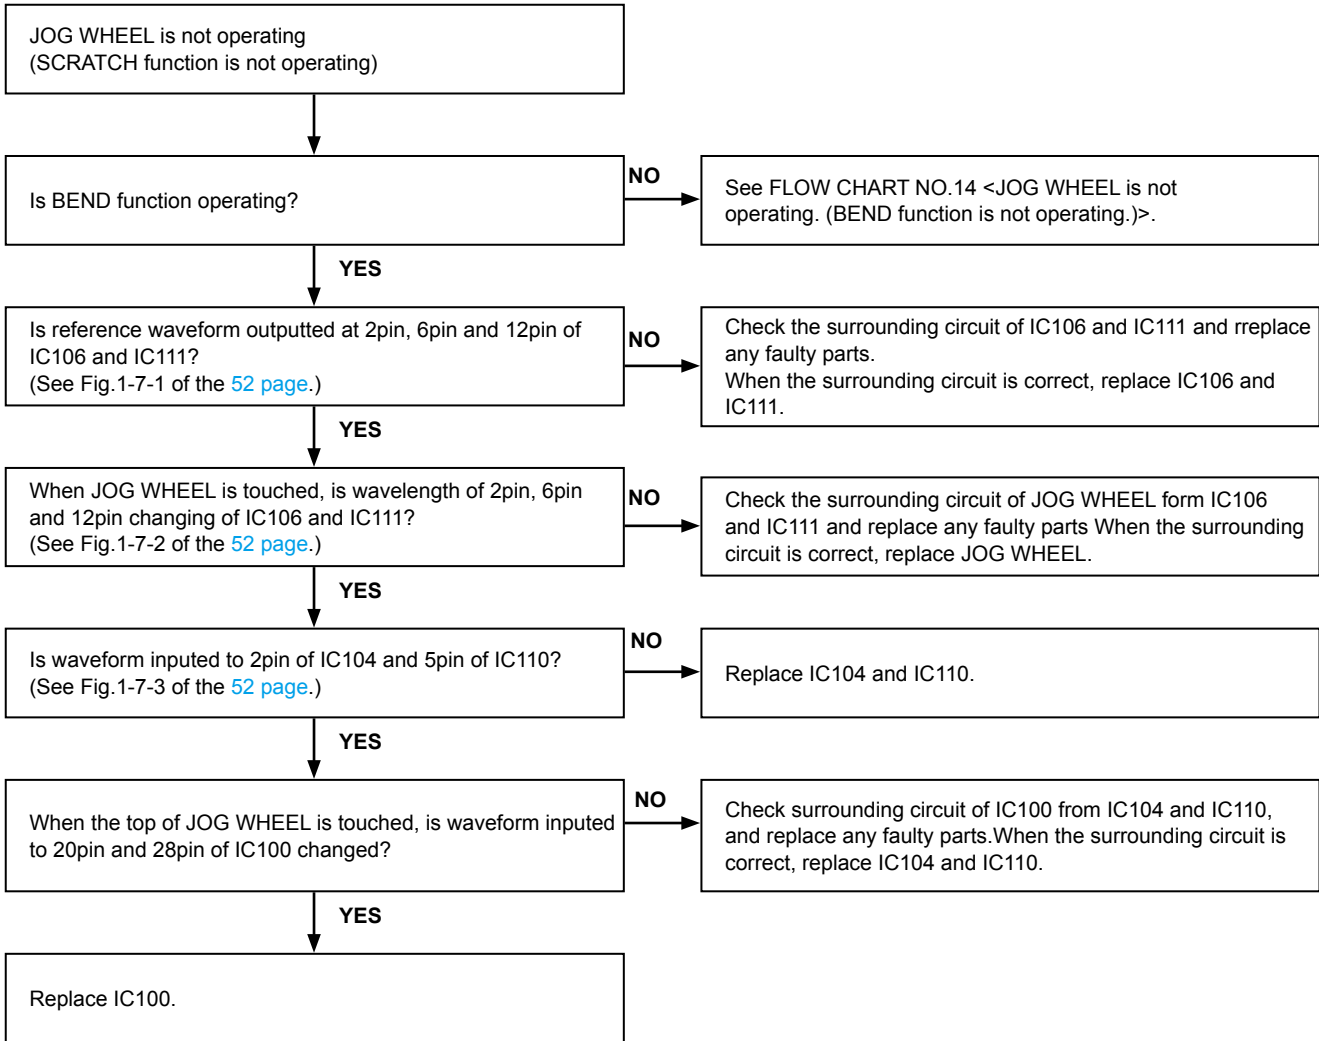 JOG WHEEL is not operating
(SCRATCH function is not operating)
Is BEND function operating?
NO
See FLOW CHART NO.14 <JOG WHEEL is not
operating. (BEND function is not operating.)>.
YES
Is reference waveform outputted at 2pin, 6pin and 12pin of
IC106 and IC111?
(See Fig.1-7-1 of the 52 page.)
NO
Check the surrounding circuit of IC106 and IC111 and rreplace
any faulty parts.
When the surrounding circuit is correct, replace IC106 and
IC111.
YES
When JOG WHEEL is touched, is wavelength of 2pin, 6pin
and 12pin changing of IC106 and IC111?
(See Fig.1-7-2 of the 52 page.)
NO
Check the surrounding circuit of JOG WHEEL form IC106
and IC111 and replace any faulty parts When the surrounding
circuit is correct, replace JOG WHEEL.
YES
Is waveform inputed to 2pin of IC104 and 5pin of IC110?
(See Fig.1-7-3 of the 52 page.)
NO
Replace IC104 and IC110.
YES
When the top of JOG WHEEL is touched, is waveform inputed
to 20pin and 28pin of IC100 changed?
NO
Check surrounding circuit of IC100 from IC104 and IC110,
and replace any faulty parts.When the surrounding circuit is
correct, replace IC104 and IC110.
YES
Replace IC100.